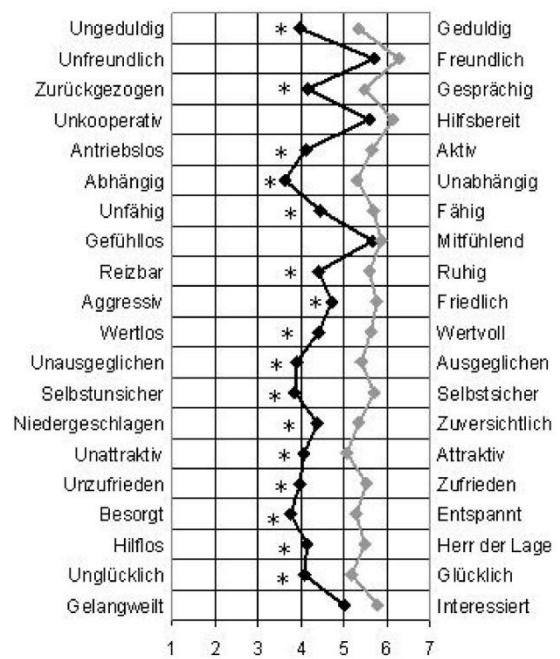 Ungeduldig * Geduldig
Unfreundlich Freundlich
Zurückgezogen * Gesprächig
Unkooperativ Hilfsbereit
Antriebslos * Aktiv
Abhängig * Unabhängig
Unfähig * Fähig
Gefühllos Mitfühlend
Reizbar * Ruhig
Aggressiv * Friedlich
Wertlos * Wertvoll
Unausgeglichen * Ausgeglichen
Selbstunsicher * Selbstsicher
Niedergeschlagen * Zuversichtlich
Unattraktiv * Attraktiv
Unzufrieden * Zufrieden
Besorgt * Entspannt
Hilflos * Herr der Lage
Unglücklich * Glücklich
Gelangweilt Interessiert
1 2 3 4 5 6 7